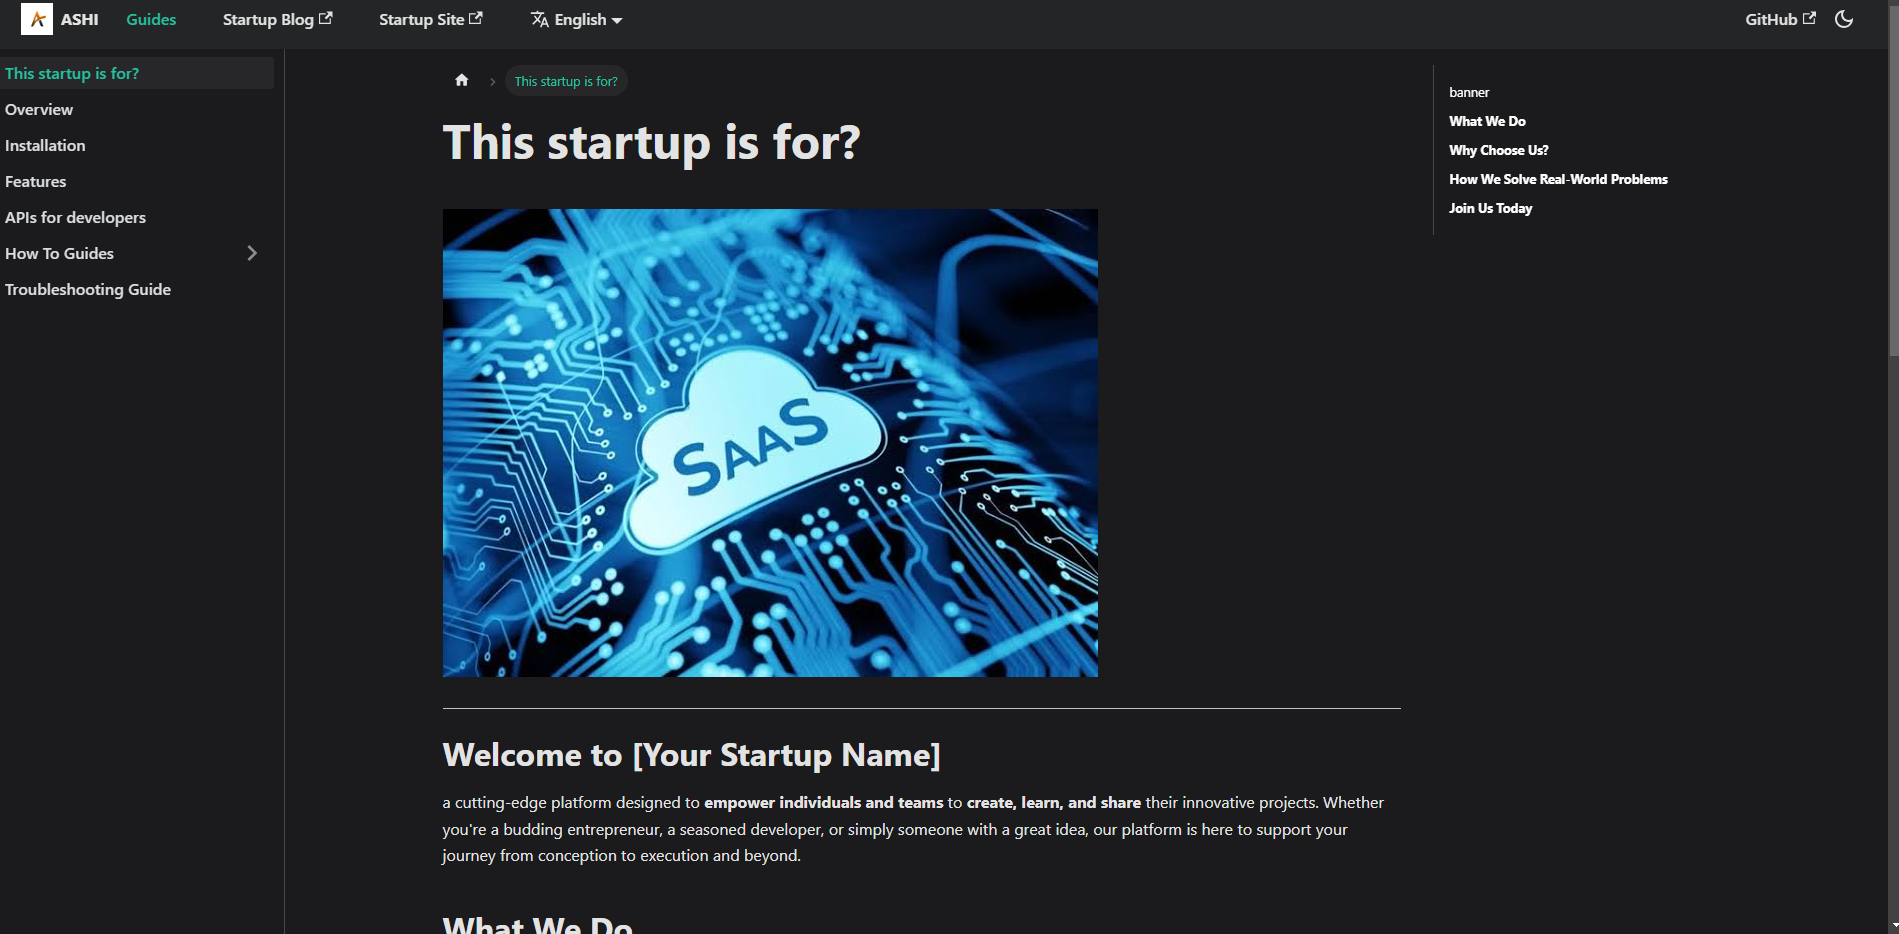 ASHI Guides Startup Blog Startup Site English GitHub
This startup is for?
Overview
Installation
Features
APIs for developers
How To Guides
Troubleshooting Guide
This startup is for?
This startup is for?
SAAS
Welcome to [Your Startup Name]
a cutting-edge platform designed to empower individuals and teams to create, learn, and share their innovative projects. Whether
you're a budding entrepreneur, a seasoned developer, or simply someone with a great idea, our platform is here to support your
journey from conception to execution and beyond.
What We Do
banner
What We Do
Why Choose Us?
How We Solve Real-World Problems
Join Us Today